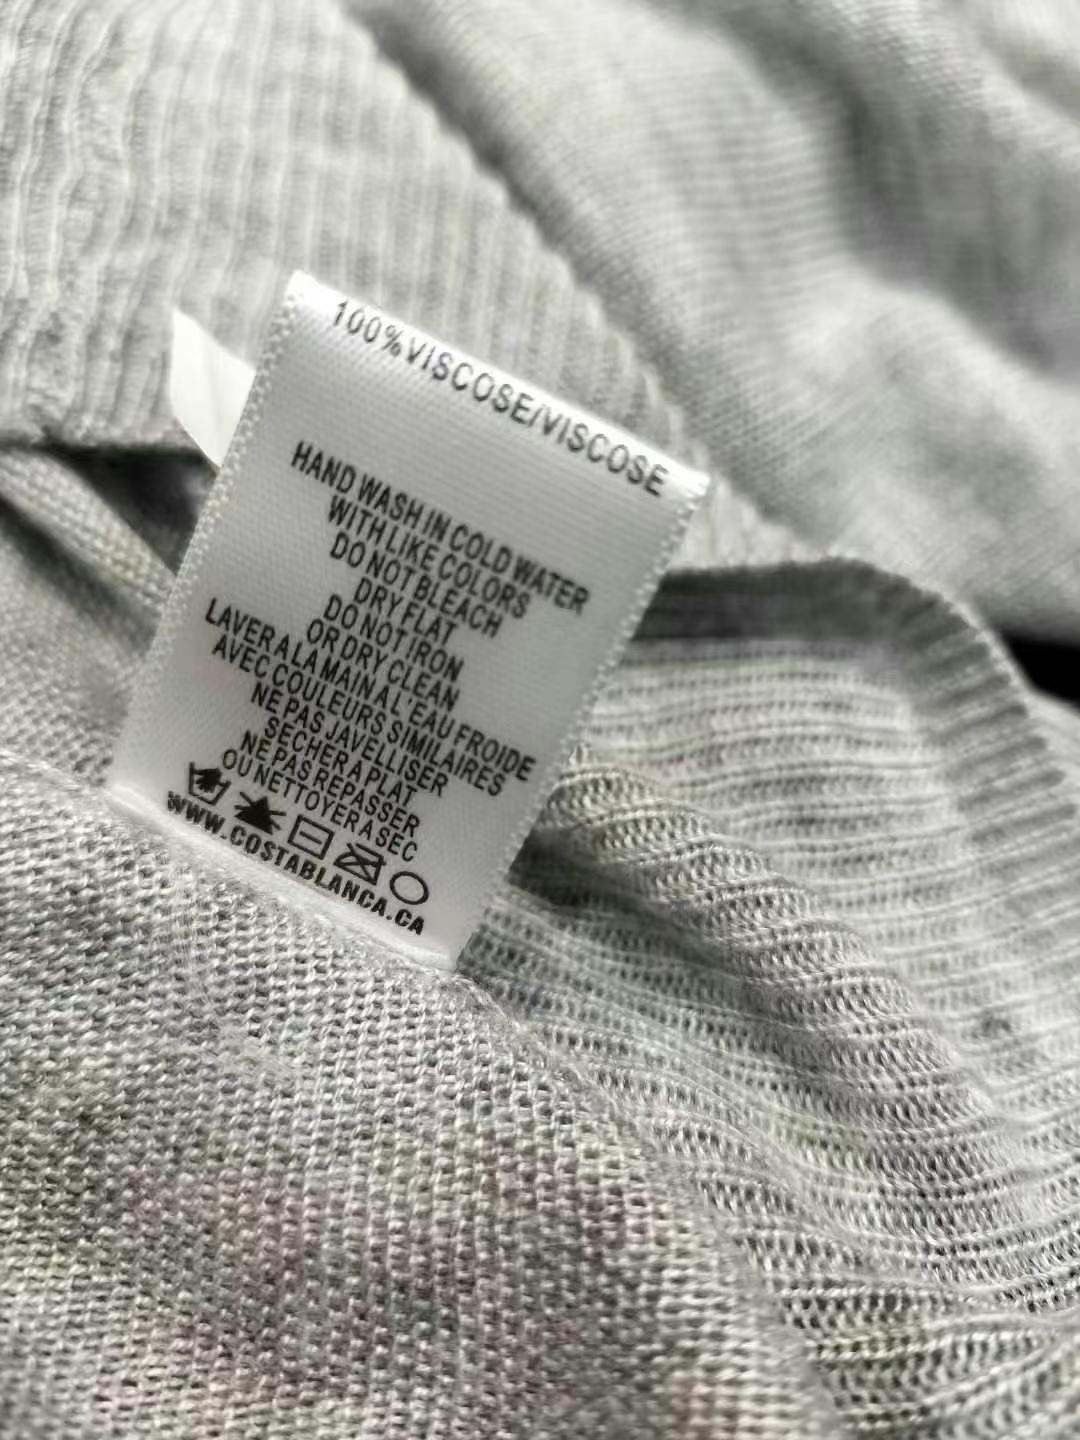 100%VISCOSE/VISCOSE
HAND WASH IN COLD WATER
WITH LIKE COLORS
DO NOT BLEACH
DRY FLAT
DO NOT IRON
OR DRY CLEAN
LAVER A LA MAIN A L'EAU FROIDE
AVEC COULEURS SIMILAIRES
NE PAS JAVELLISER
SECHER A PLAT
NE PAS REPASSER
OU NETTOYER A SEC
WWW.COSTABLANCA.CA